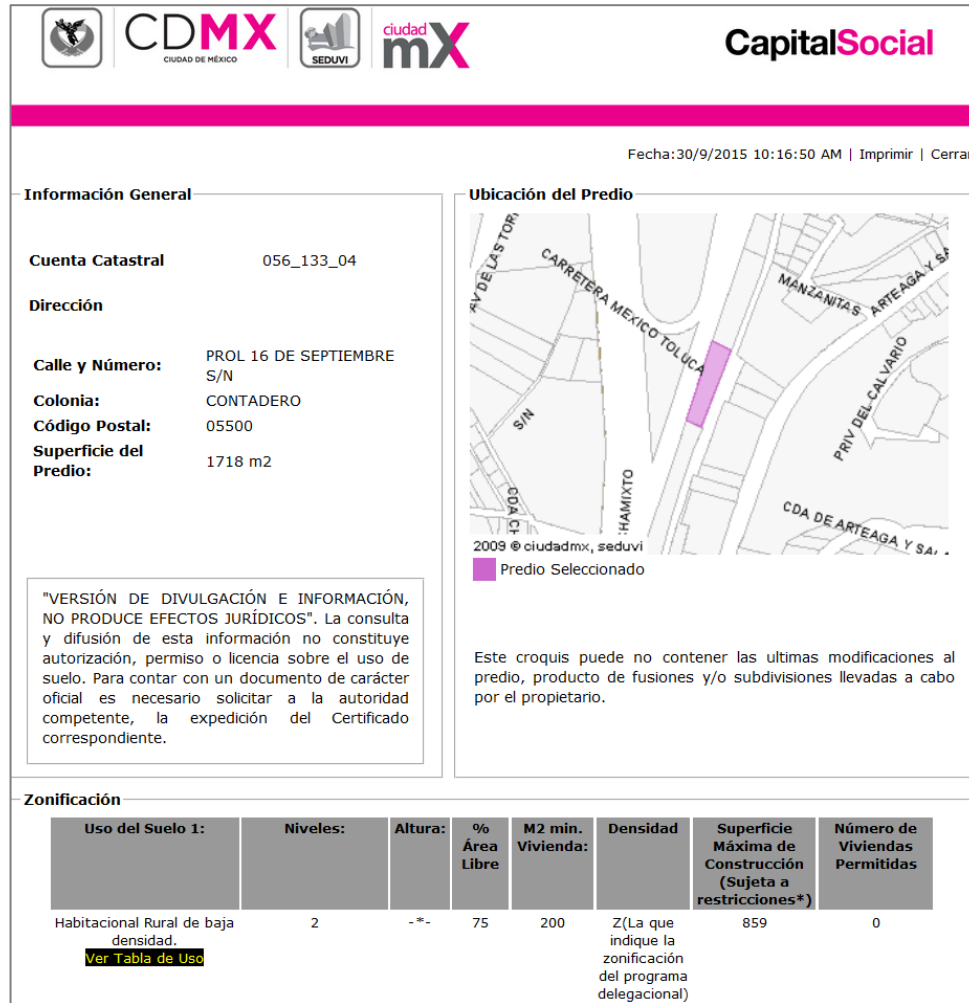 CDMX
CIUDAD DE MÉXICO
SEDUVI
ciudad
mX
CapitalSocial
Fecha:30/9/2015 10:16:50 AM | Imprimir | Cerrar
Información General
Cuenta Catastral 056_133_04
Dirección
Calle y Número: PROL 16 DE SEPTIEMBRE
S/N
Colonia: CONTADERO
Código Postal: 05500
Superficie del
Predio: 1718 m2
"VERSIÓN DE DIVULGACIÓN E INFORMACIÓN,
NO PRODUCE EFECTOS JURÍDICOS". La consulta
y difusión de esta información no constituye
autorización, permiso o licencia sobre el uso de
suelo. Para contar con un documento de carácter
oficial es necesario solicitar a la autoridad
competente, la expedición del Certificado
correspondiente.
Ubicación del Predio
AV DE LAS TORR
CARRETERA MEXICO TOLUCA
MANZANITAS
ARTEAGA Y SA
PRIV DEL CALVARIO
S/N
CDA CH
CHAMIXTO
CDA DE ARTEAGA Y SAL
2009 © ciudadmx, seduvi
Predio Seleccionado
Este croquis puede no contener las ultimas modificaciones al
predio, producto de fusiones y/o subdivisiones llevadas a cabo
por el propietario.
Zonificación
Uso del Suelo 1: Niveles: Altura: %
Área
Libre M2 min.
Vivienda: Densidad Superficie
Máxima de
Construcción
(Sujeta a
restricciones*) Número de
Viviendas
Permitidas
Habitacional Rural de baja
densidad.
Ver Tabla de Uso
2 -*- 75 200 Z(La que
indique la
zonificación
del programa
delegacional)
859 0